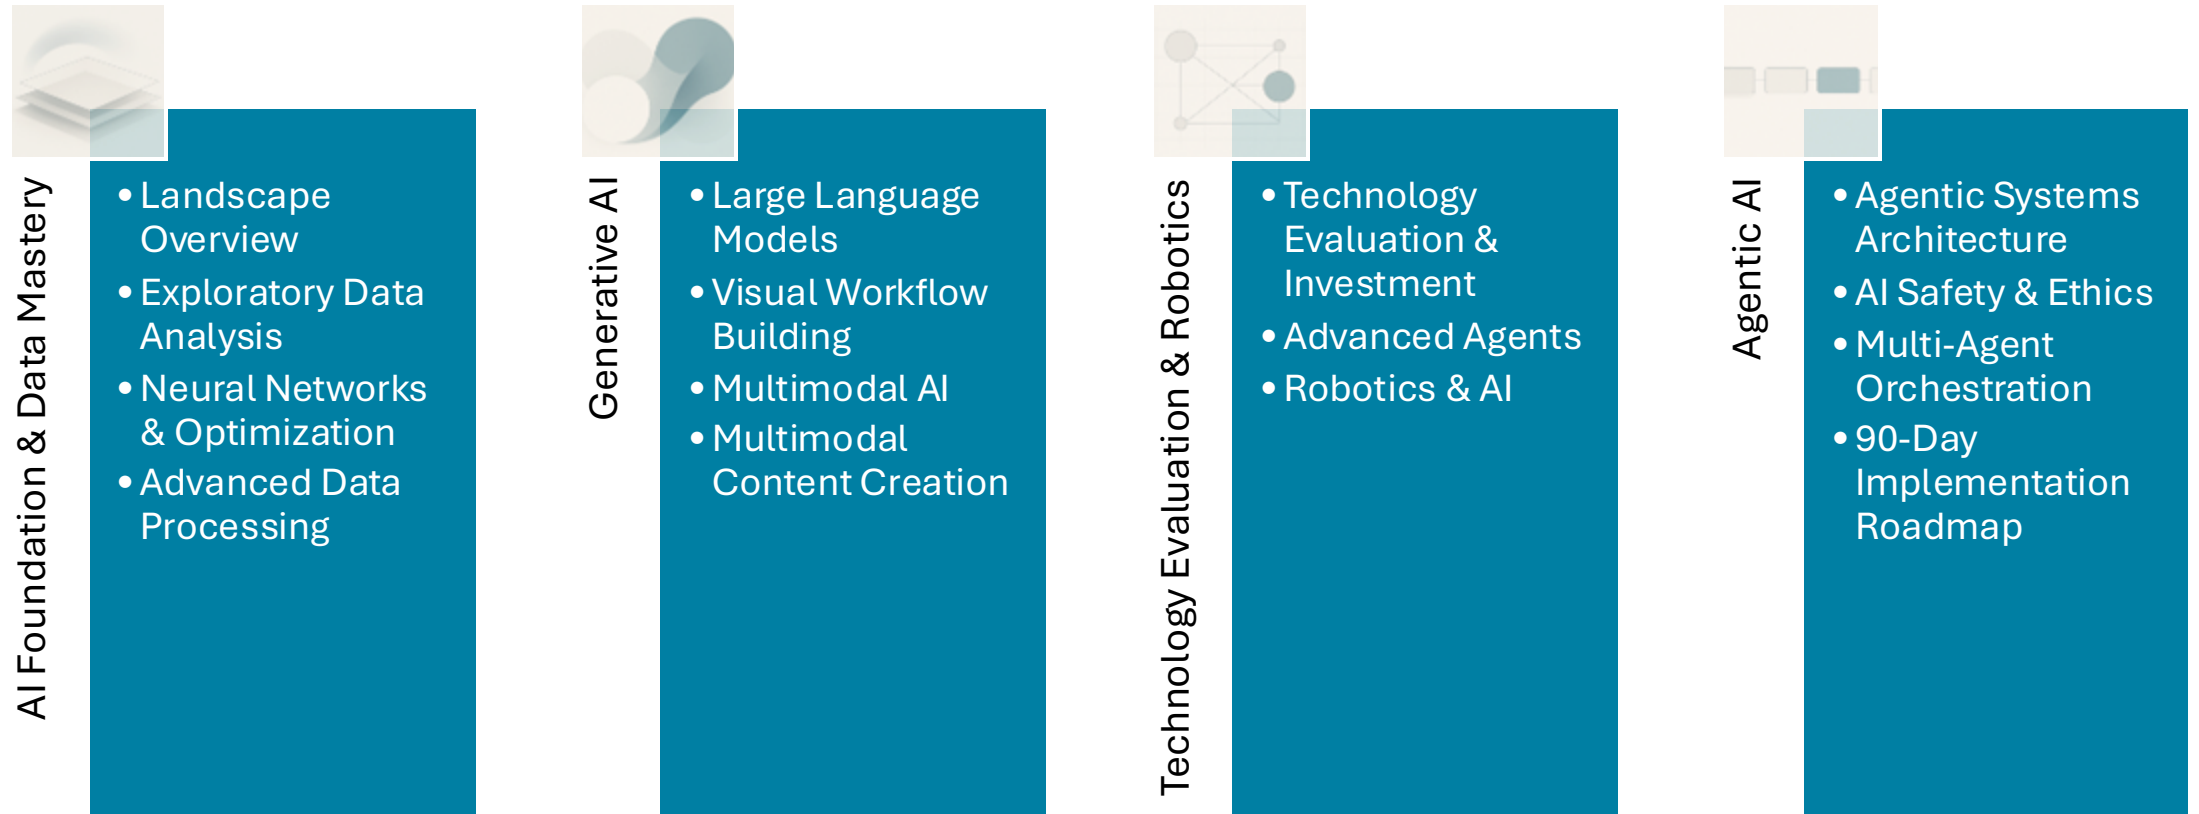 AI Foundation & Data Mastery
• Landscape
Overview
• Exploratory Data
Analysis
• Neural Networks
& Optimization
• Advanced Data
Processing
Generative AI
• Large Language
Models
• Visual Workflow
Building
• Multimodal AI
• Multimodal
Content Creation
Technology Evaluation & Robotics
• Technology
Evaluation &
Investment
• Advanced Agents
• Robotics & AI
Agentic AI
• Agentic Systems
Architecture
• AI Safety & Ethics
• Multi-Agent
Orchestration
• 90-Day
Implementation
Roadmap